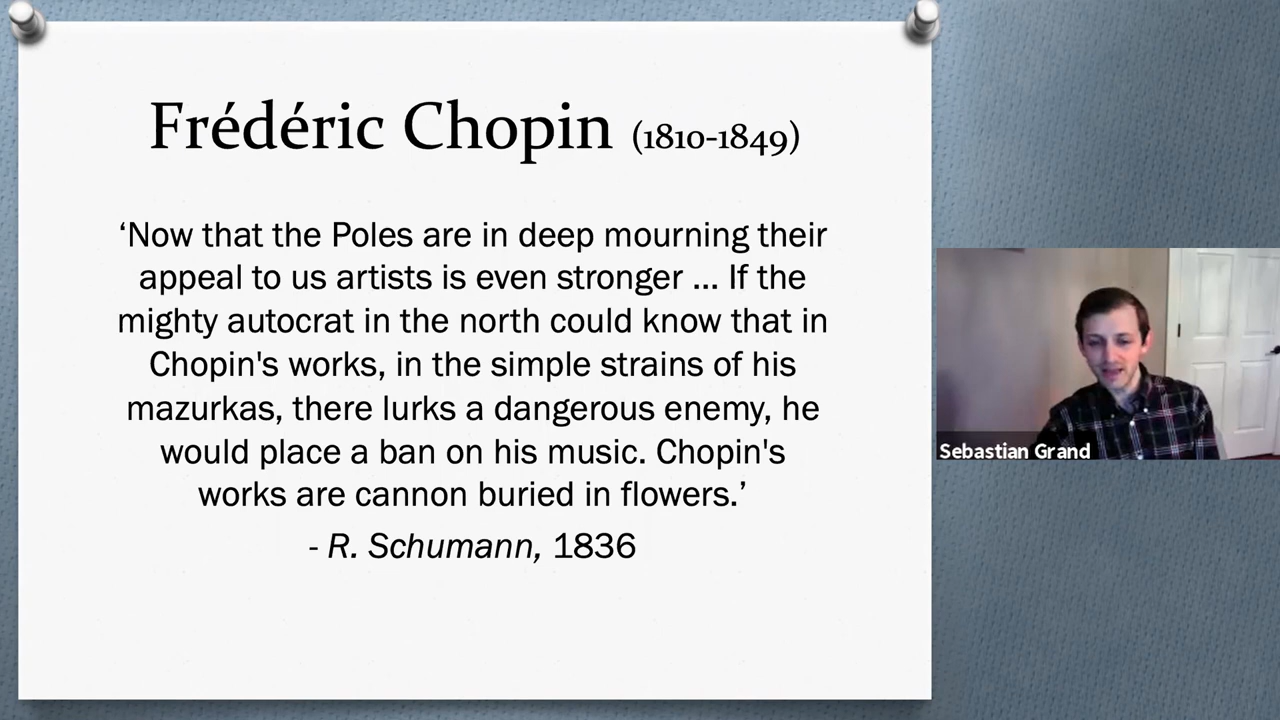 Frédéric Chopin (1810-1849)
‘Now that the Poles are in deep mourning their
appeal to us artists is even stronger ... If the
mighty autocrat in the north could know that in
Chopin's works, in the simple strains of his
mazurkas, there lurks a dangerous enemy, he
would place a ban on his music. Chopin's
works are cannon buried in flowers.’
- R. Schumann, 1836
Sebastian Grand